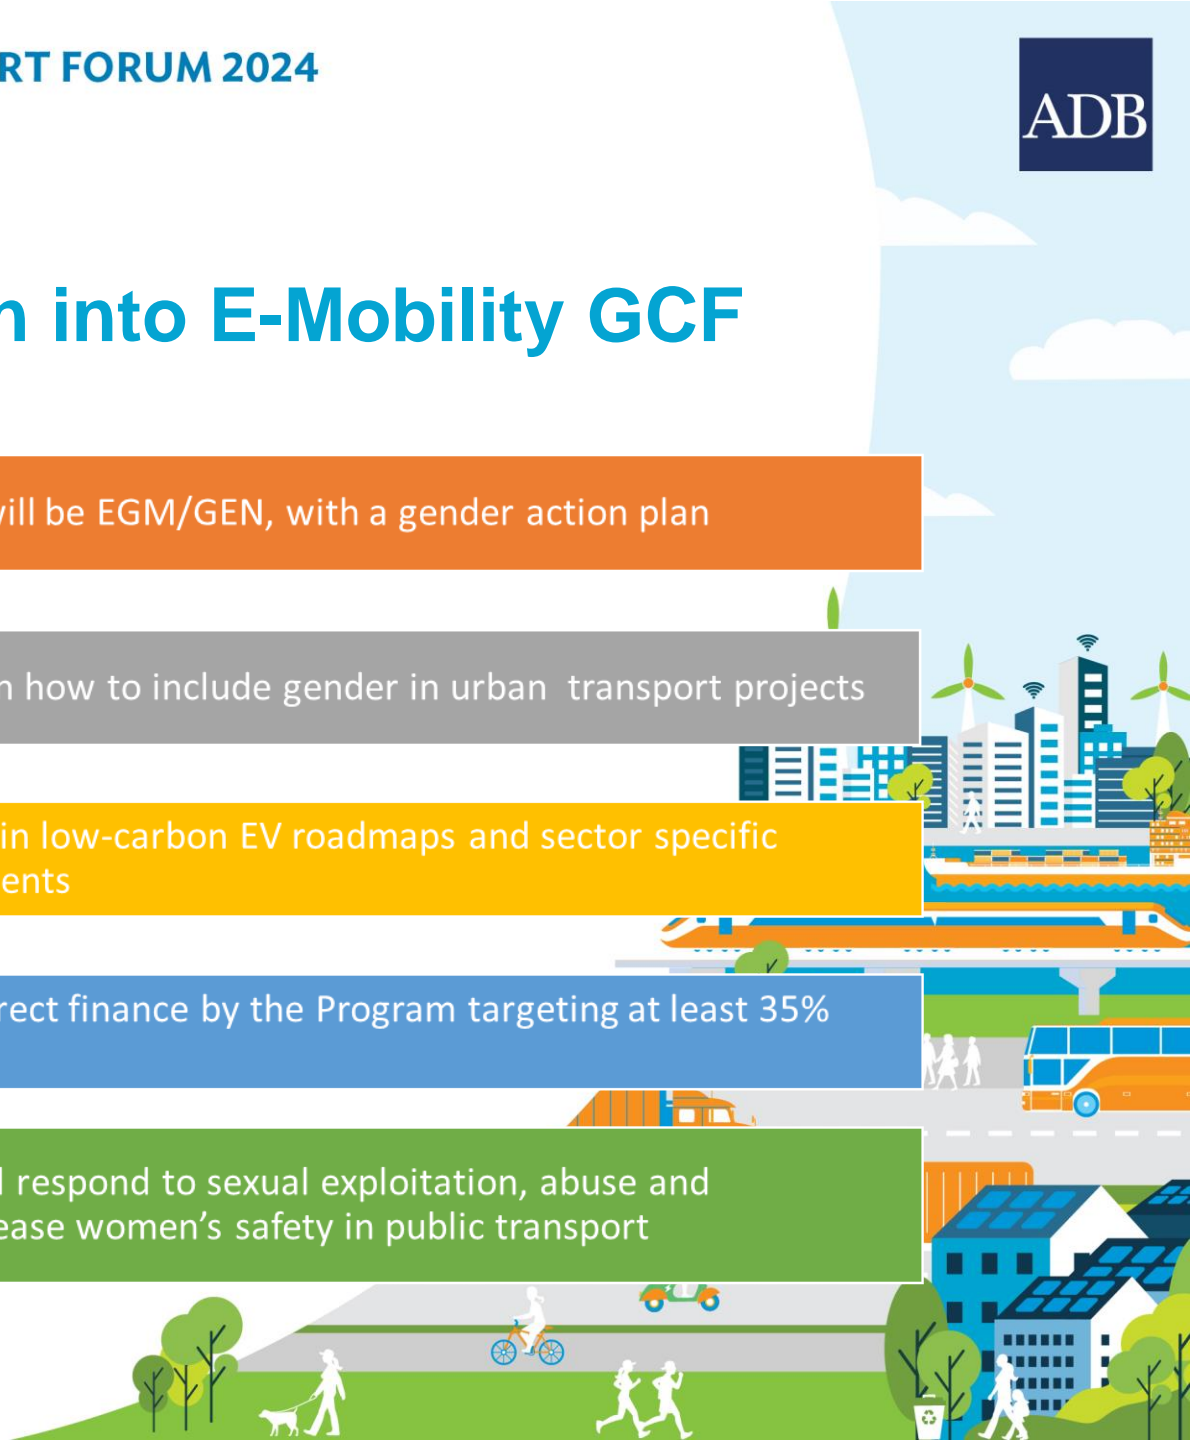 RT FORUM 2024
ADB
n into E-Mobility GCF
will be EGM/GEN, with a gender action plan
n how to include gender in urban transport projects
in low-carbon EV roadmaps and sector specific
ents
rect finance by the Program targeting at least 35%
d respond to sexual exploitation, abuse and
ease women’s safety in public transport